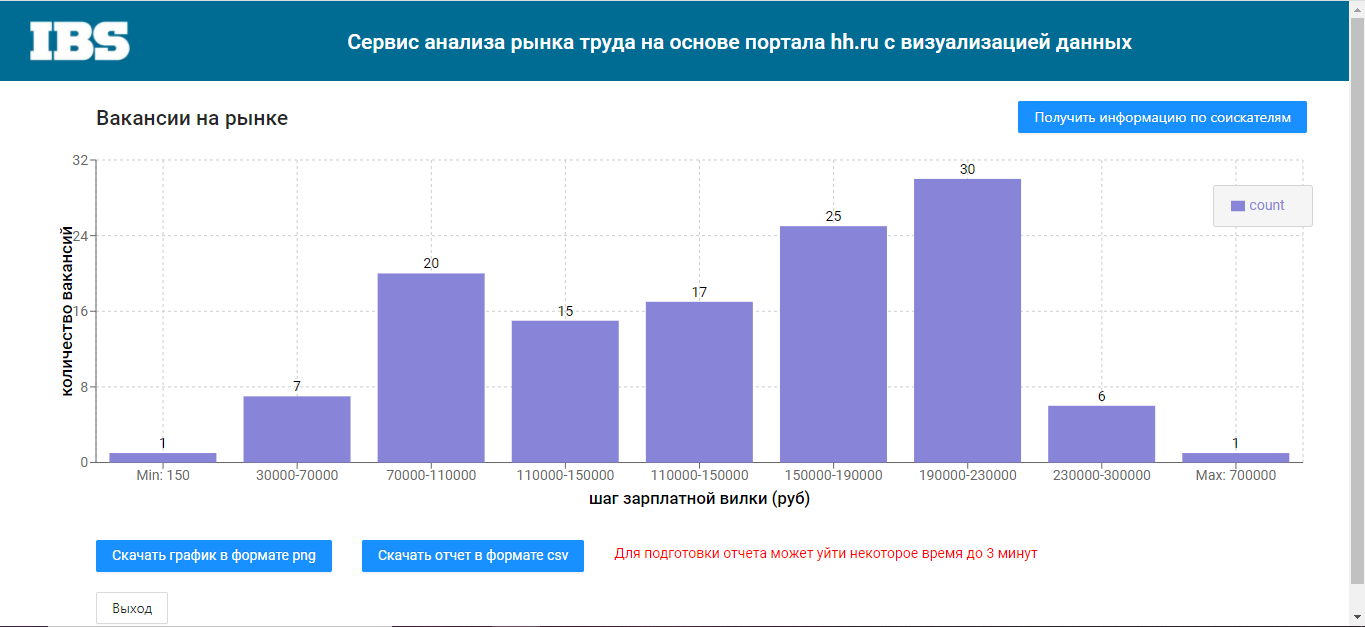 IBS
Сервис анализа рынка труда на основе портала hh.ru с визуализацией данных
Вакансии на рынке
Получить информацию по соискателям
количество вакансий
32
24
16
8
0
1
7
20
15
17
25
30
6
1
count
Min: 150
30000-70000
70000-110000
110000-150000
110000-150000
150000-190000
190000-230000
230000-300000
Max: 700000
шаг зарплатной вилки (руб)
Скачать график в формате png
Скачать отчет в формате csv
Для подготовки отчета может уйти некоторое время до 3 минут
Выход